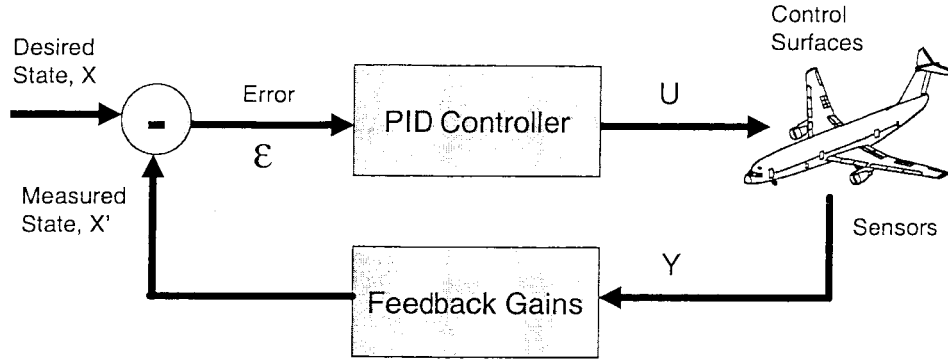 Desired
State, X
Error
ε
-
PID Controller
U
Control
Surfaces
Measured
State, X'
Feedback Gains
Y
Sensors